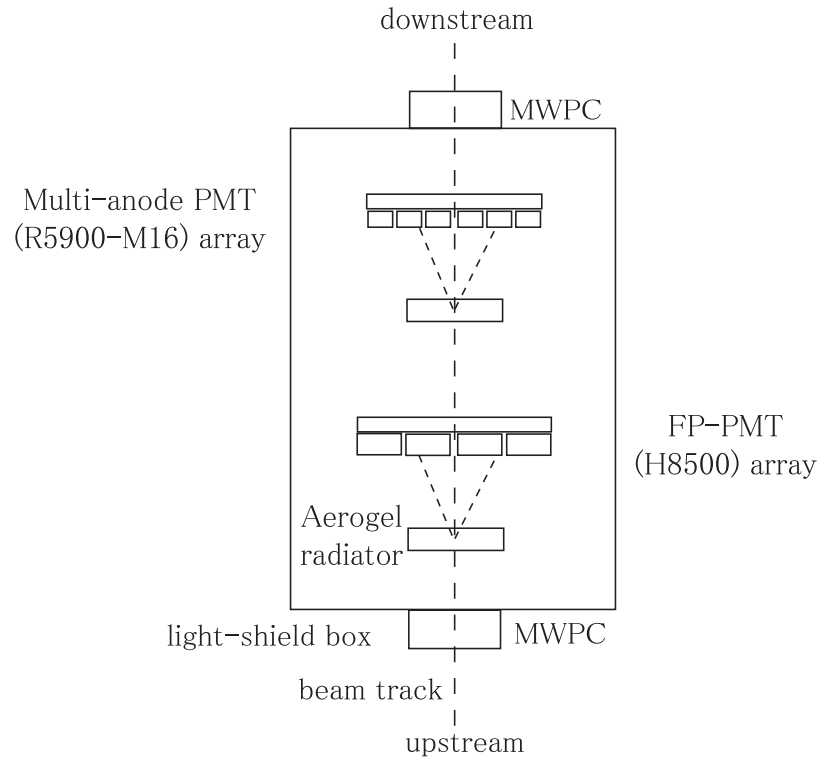 downstream
MWPC
Multi-anode PMT
(R5900-M16) array
FP-PMT
(H8500) array
Aerogel
radiator
light-shield box
MWPC
beam track
upstream